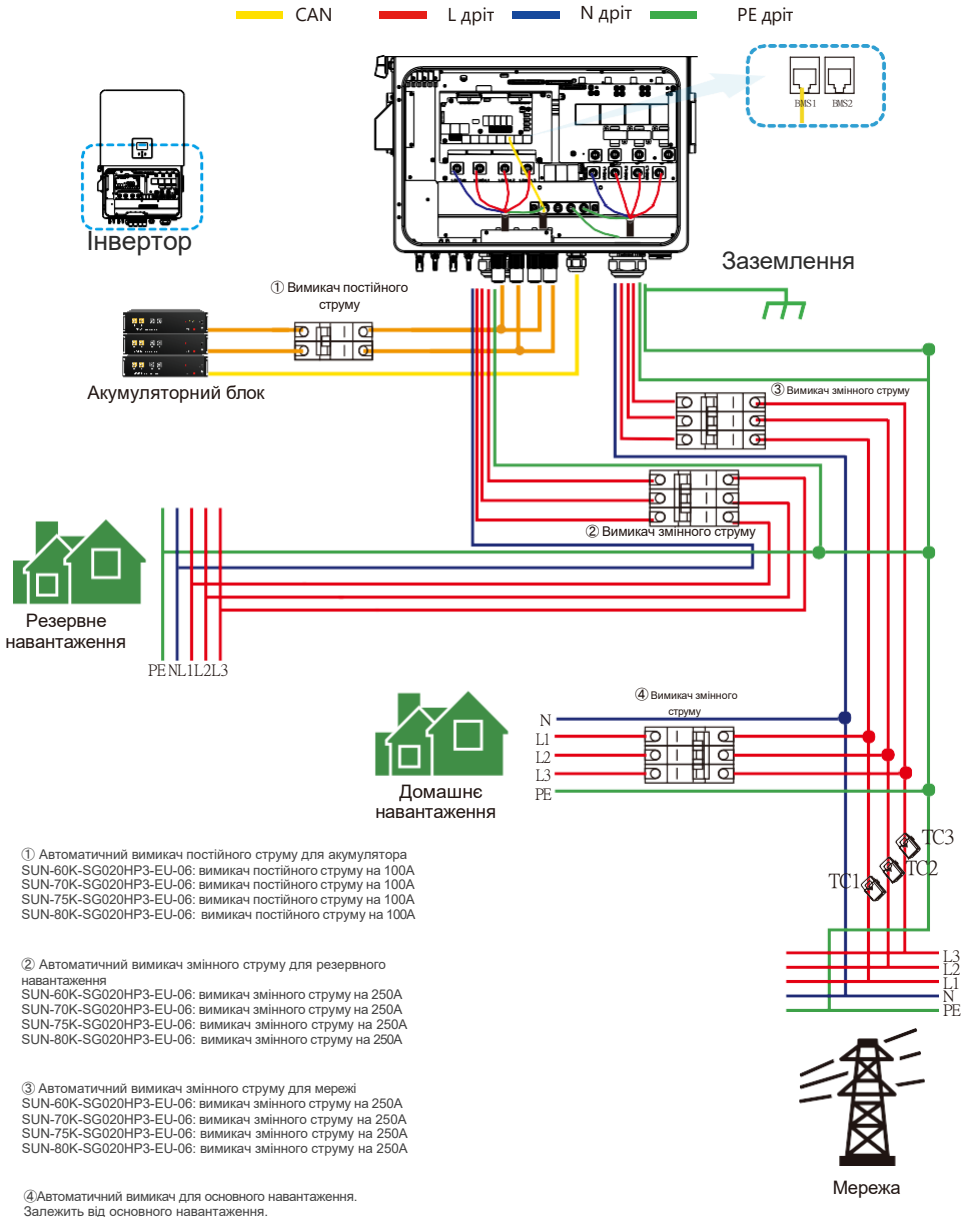 CAN L дріт N дріт PE дріт
BMS1 BMS2
Інвертор
Заземлення
① Вимикач постійного
струму
Акумуляторний блок
③ Вимикач змінного струму
② Вимикач змінного струму
Резервне
навантаження
PE N L1 L2 L3
④ Вимикач змінного
струму
N
L1
L2
L3
PE
Домашнє
навантаження
TC3
TC2
TC1
① Автоматичний вимикач постійного струму для акумулятора
SUN-60K-SG020HP3-EU-06: вимикач постійного струму на 100А
SUN-70K-SG020HP3-EU-06: вимикач постійного струму на 100А
SUN-75K-SG020HP3-EU-06: вимикач постійного струму на 100А
SUN-80K-SG020HP3-EU-06: вимикач постійного струму на 100А
② Автоматичний вимикач змінного струму для резервного
навантаження
SUN-60K-SG020HP3-EU-06: вимикач змінного струму на 250А
SUN-70K-SG020HP3-EU-06: вимикач змінного струму на 250А
SUN-75K-SG020HP3-EU-06: вимикач змінного струму на 250А
SUN-80K-SG020HP3-EU-06: вимикач змінного струму на 250А
L3
L2
L1
N
PE
③ Автоматичний вимикач змінного струму для мережі
SUN-60K-SG020HP3-EU-06: вимикач змінного струму на 250А
SUN-70K-SG020HP3-EU-06: вимикач змінного струму на 250А
SUN-75K-SG020HP3-EU-06: вимикач змінного струму на 250А
SUN-80K-SG020HP3-EU-06: вимикач змінного струму на 250А
Мережа
④Автоматичний вимикач для основного навантаження.
Залежить від основного навантаження.